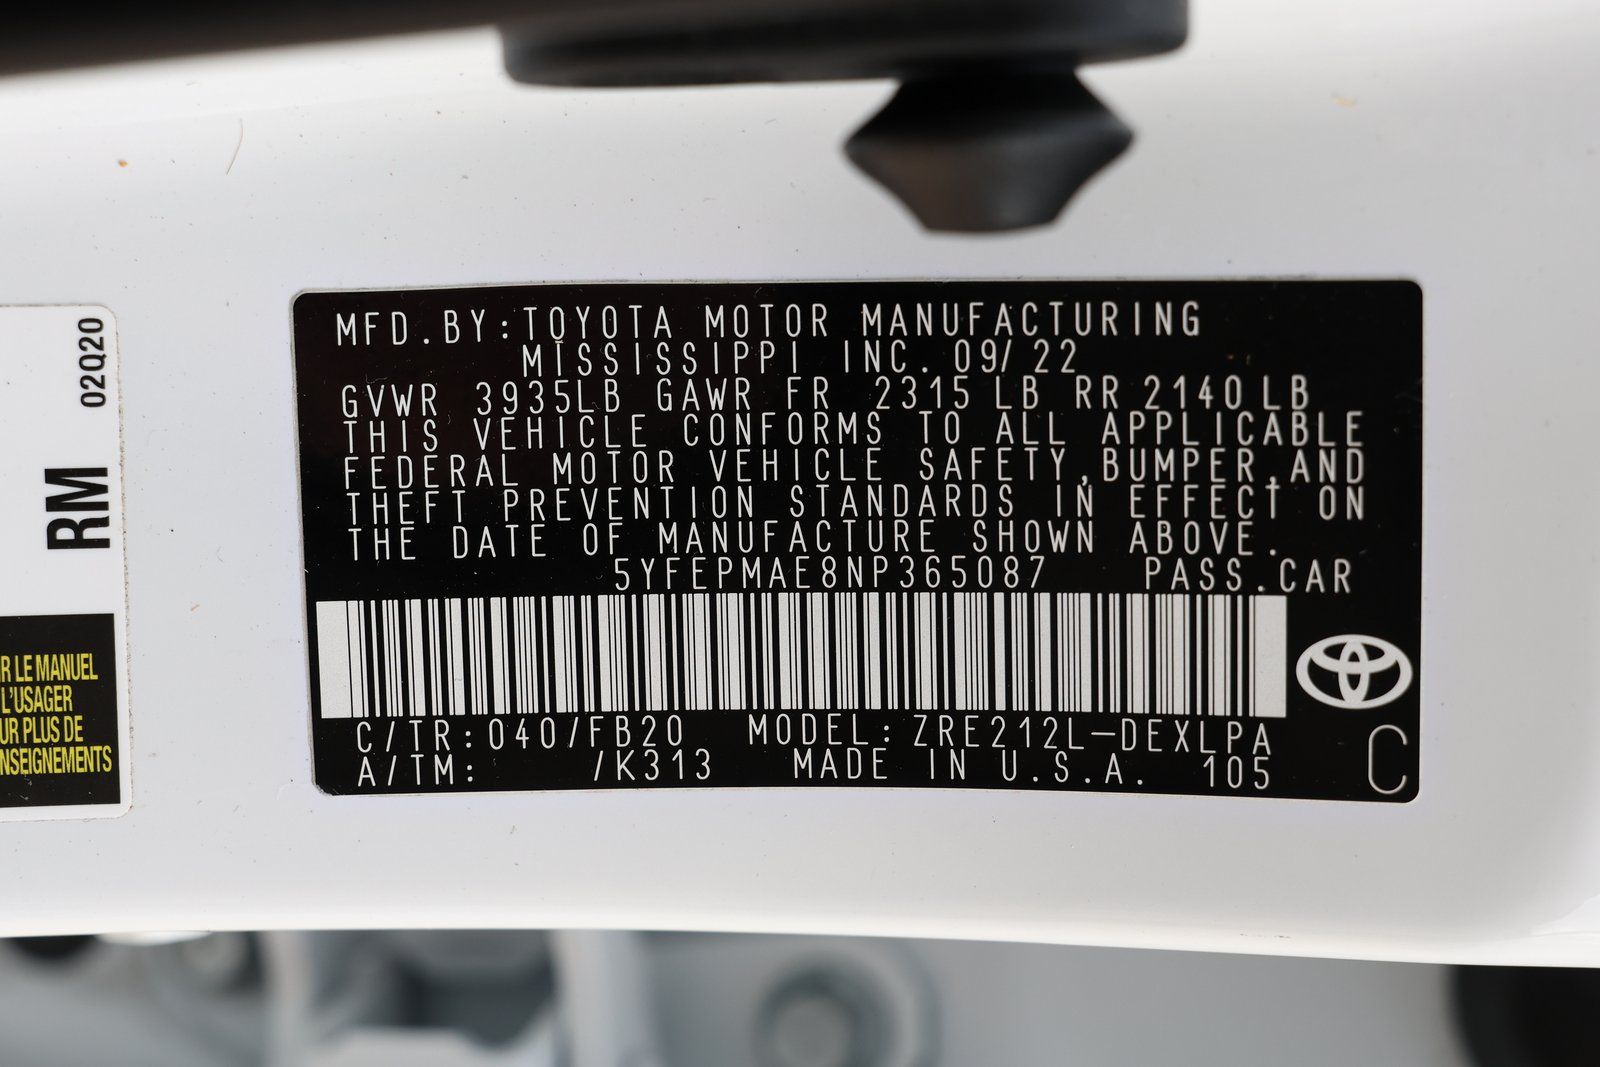 02Q20
RM
R LE MANUEL
L'USAGER
UR PLUS DE
NSEIGNEMENTS
MFD.BY:TOYOTA MOTOR MANUFACTURING
MISSISSIPPI INC. 09/22
GVWR 3935LB GAWR FR 2315 LB RR 2140LB
THIS VEHICLE CONFORMS TO ALL APPLICABLE
FEDERAL MOTOR VEHICLE SAFETY,BUMPER,AND
THEFT PREVENTION STANDARDS IN EFFECT ON
THE DATE OF MANUFACTURE SHOWN ABOVE.
5YFEPMAE8NP365087 PASS.CAR
C/TR:040/FB20 MODEL:ZRE212L-DEXLPA
A/TM: /K313 MADE IN U.S.A. 105
C